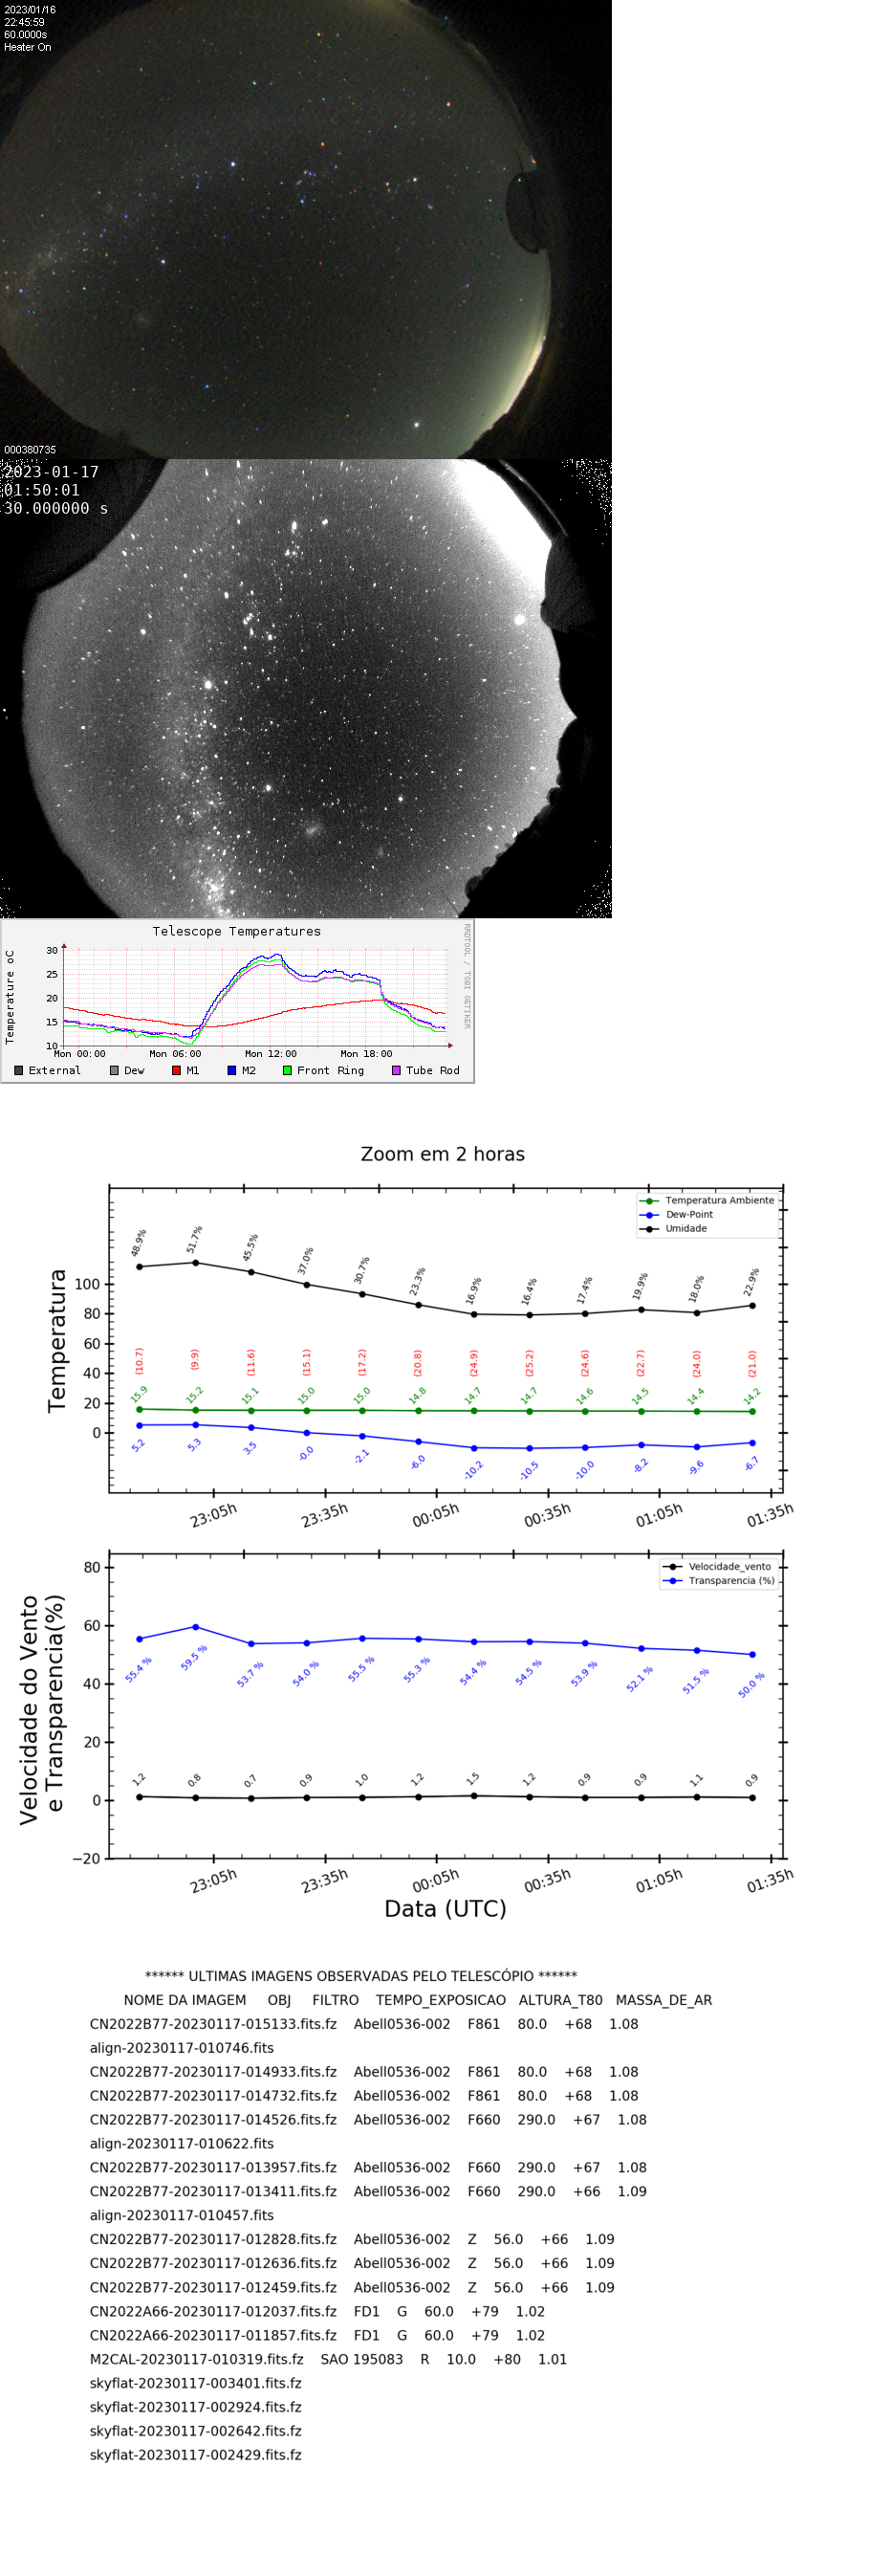 2023/01/16
22:45:59
60.0000s
Heater On
000380735
2023-01-17
01:50:01
30.000000 s
Telescope Temperatures
RRDTOOL / TOBI OETIKER
Temperature oC
30
25
20
15
10
Mon 00:00 Mon 06:00 Mon 12:00 Mon 18:00
External Dew M1 M2 Front Ring Tube Rod
Zoom em 2 horas
Temperatura Ambiente
Dew-Point
Umidade
Temperatura
100
80
60
40
20
0
48.9% 51.7% 45.5% 37.0% 30.7% 23.3% 16.9% 16.4% 17.4% 19.9% 18.0% 22.9%
(10.7) (9.9) (11.6) (15.1) (17.2) (20.8) (24.9) (25.2) (24.6) (22.7) (24.0) (21.0)
15.9 15.2 15.1 15.0 15.0 14.8 14.7 14.7 14.6 14.5 14.4 14.2
5.2 5.3 3.5 -0.0 -2.1 -6.0 -10.2 -10.5 -10.0 -8.2 -9.6 -6.7
23:05h 23:35h 00:05h 00:35h 01:05h 01:35h
Velocidade_vento
Transparencia (%)
Velocidade do Vento
e Transparencia(%)
80
60
40
20
0
−20
55.4 % 59.5 % 53.7 % 54.0 % 55.5 % 55.3 % 54.4 % 54.5 % 53.9 % 52.1 % 51.5 % 50.0 %
1.2 0.8 0.7 0.9 1.0 1.2 1.5 1.2 0.9 0.9 1.1 0.9
23:05h 23:35h 00:05h 00:35h 01:05h 01:35h
Data (UTC)
****** ULTIMAS IMAGENS OBSERVADAS PELO TELESCÓPIO ******
NOME DA IMAGEM OBJ FILTRO TEMPO_EXPOSICAO ALTURA_T80 MASSA_DE_AR
CN2022B77-20230117-015133.fits.fz Abell0536-002 F861 80.0 +68 1.08
align-20230117-010746.fits
CN2022B77-20230117-014933.fits.fz Abell0536-002 F861 80.0 +68 1.08
CN2022B77-20230117-014732.fits.fz Abell0536-002 F861 80.0 +68 1.08
CN2022B77-20230117-014526.fits.fz Abell0536-002 F660 290.0 +67 1.08
align-20230117-010622.fits
CN2022B77-20230117-013957.fits.fz Abell0536-002 F660 290.0 +67 1.08
CN2022B77-20230117-013411.fits.fz Abell0536-002 F660 290.0 +66 1.09
align-20230117-010457.fits
CN2022B77-20230117-012828.fits.fz Abell0536-002 Z 56.0 +66 1.09
CN2022B77-20230117-012636.fits.fz Abell0536-002 Z 56.0 +66 1.09
CN2022B77-20230117-012459.fits.fz Abell0536-002 Z 56.0 +66 1.09
CN2022A66-20230117-012037.fits.fz FD1 G 60.0 +79 1.02
CN2022A66-20230117-011857.fits.fz FD1 G 60.0 +79 1.02
M2CAL-20230117-010319.fits.fz SAO 195083 R 10.0 +80 1.01
skyflat-20230117-003401.fits.fz
skyflat-20230117-002924.fits.fz
skyflat-20230117-002642.fits.fz
skyflat-20230117-002429.fits.fz